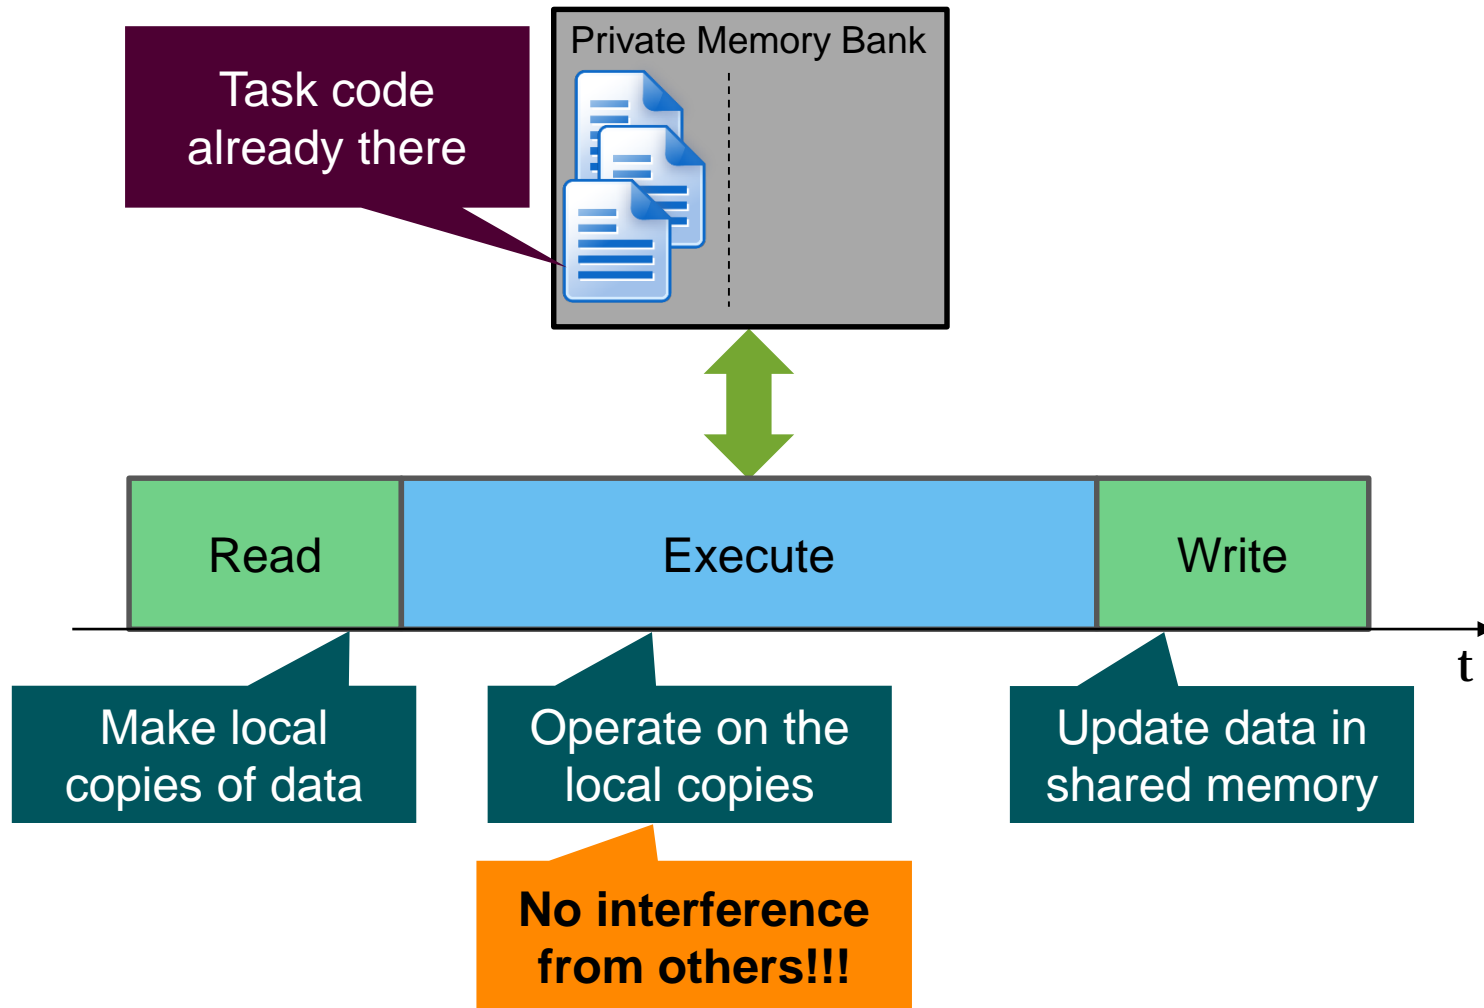 Private Memory Bank
Task code
already there
Read
Execute
Write
t
Make local
copies of data
Operate on the
local copies
Update data in
shared memory
No interference
from others!!!